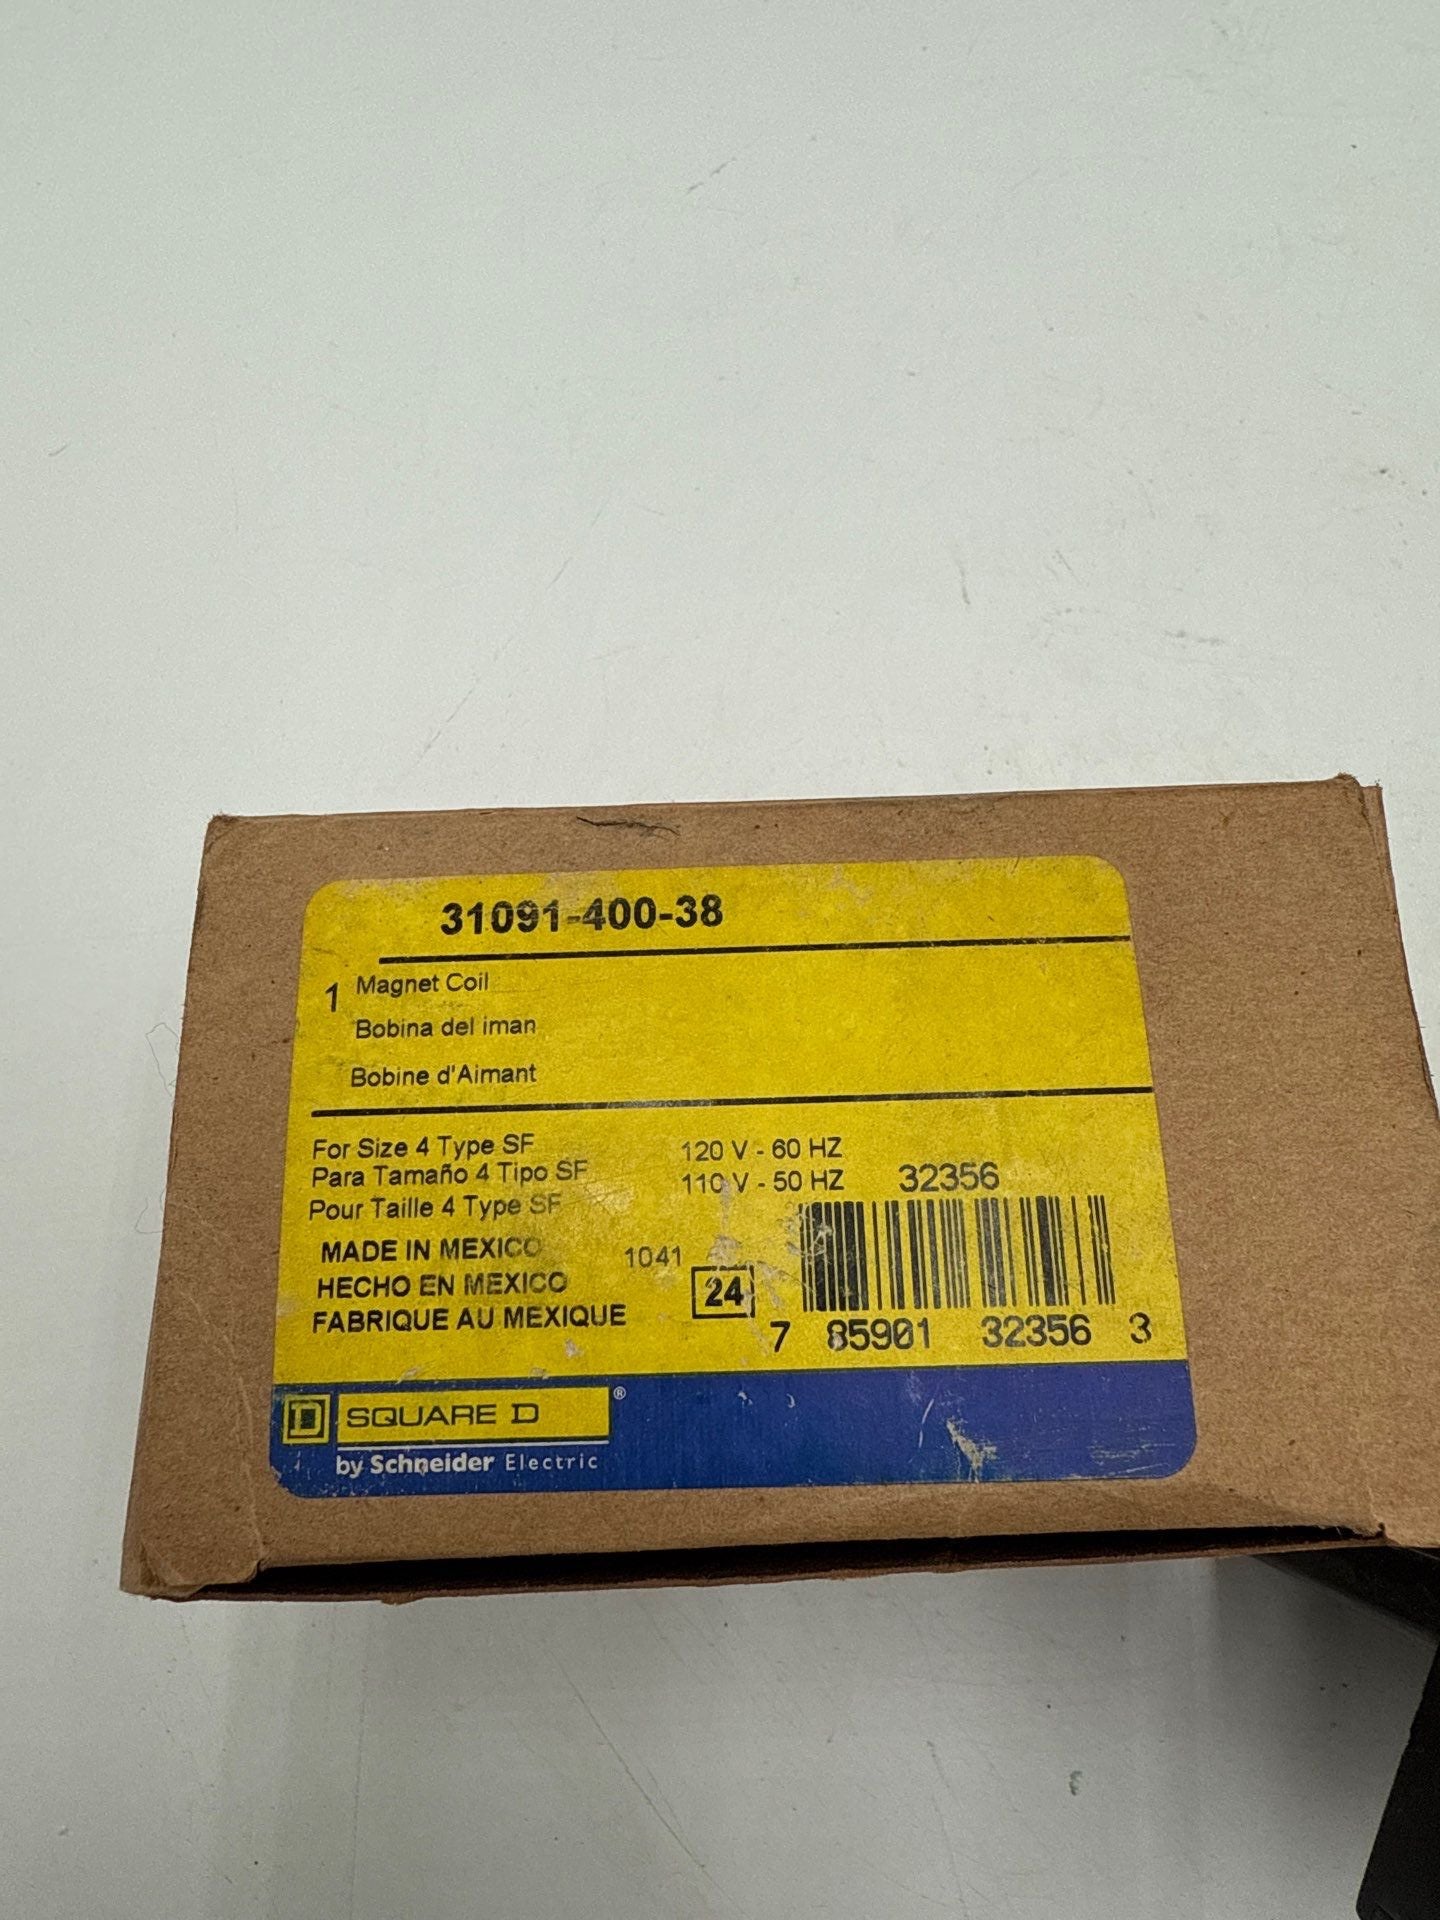 31091-400-38
1 Magnet Coil
Bobina del iman
Bobine d'Aimant
For Size 4 Type SF
Para Tamaño 4 Tipo SF
Pour Taille 4 Type SF
120 V - 60 HZ
110 V - 50 HZ
32356
MADE IN MEXICO
HECHO EN MEXICO
FABRIQUE AU MEXIQUE
1041
24
7 85901 32356 3
D SQUARE D ®
by Schneider Electric